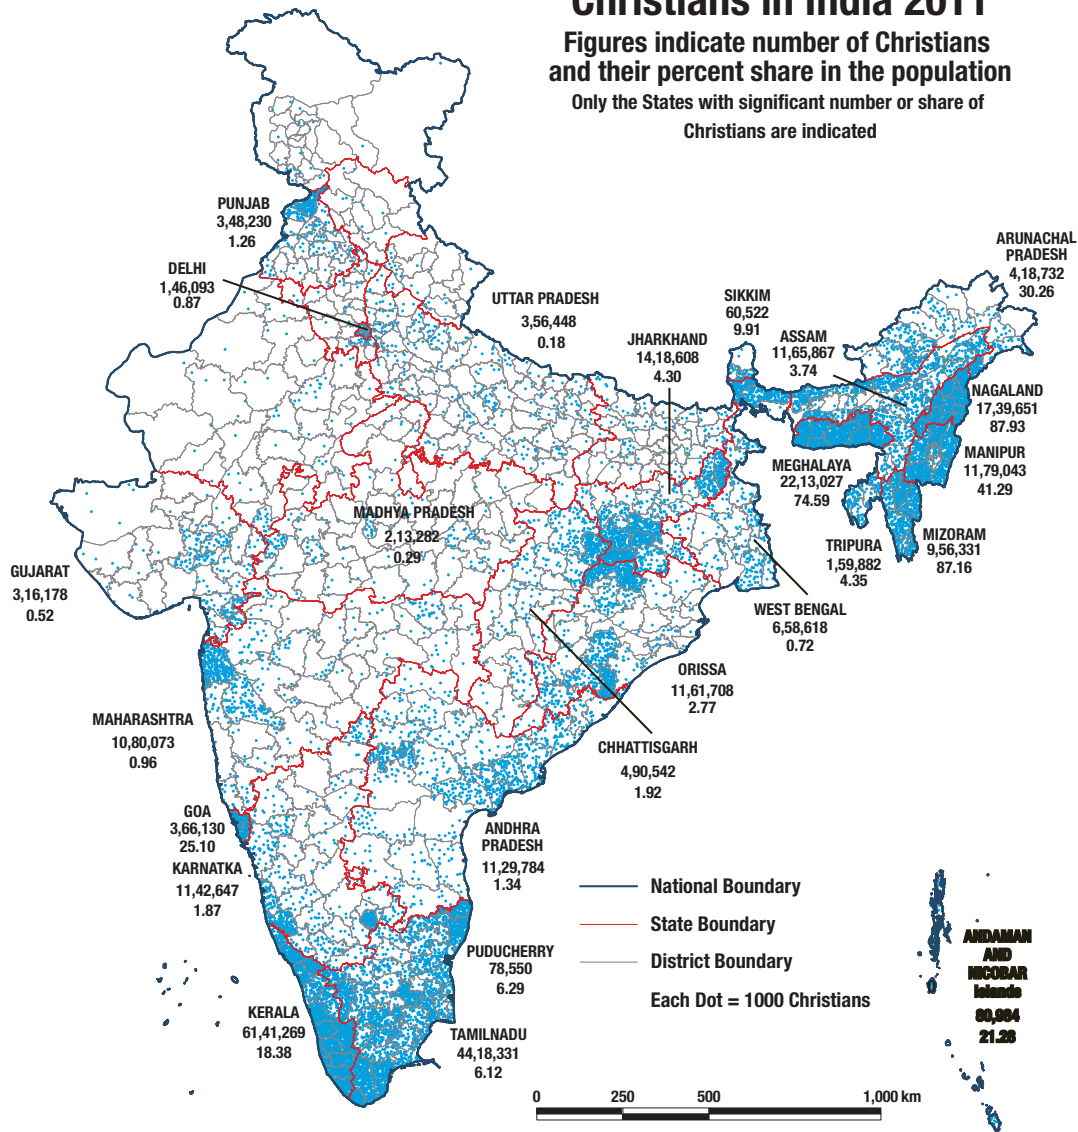 Christians in India 2011
Figures indicate number of Christians
and their percent share in the population
Only the States with significant number or share of
Christians are indicated
PUNJAB
3,48,230
1.26
DELHI
1,46,093
0.87
UTTAR PRADESH
3,56,448
0.18
JHARKHAND
14,18,608
4.30
SIKKIM
60,522
9.91
ASSAM
11,65,867
3.74
ARUNACHAL
PRADESH
4,18,732
30.26
NAGALAND
17,39,651
87.93
MANIPUR
11,79,043
41.29
MEGHALAYA
22,13,027
74.59
MIZORAM
9,56,331
87.16
TRIPURA
1,59,882
4.35
WEST BENGAL
6,58,618
0.72
MADHYA PRADESH
2,13,282
0.29
GUJARAT
3,16,178
0.52
ORISSA
11,61,708
2.77
CHHATTISGARH
4,90,542
1.92
MAHARASHTRA
10,80,073
0.96
GOA
3,66,130
25.10
KARNATKA
11,42,647
1.87
ANDHRA
PRADESH
11,29,784
1.34
PUDUCHERRY
78,550
6.29
KERALA
61,41,269
18.38
TAMILNADU
44,18,331
6.12
National Boundary
State Boundary
District Boundary
Each Dot = 1000 Christians
ANDAMAN
AND
NICOBAR
Islands
80,984
21.28
0 250 500 1,000 km